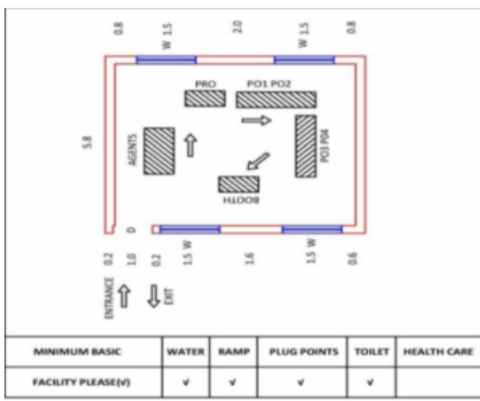 0.8 W 1.5 2.0 W 1.5 0.8
PRO PO1 PO2
5.8
AGENTS
PO3 P04
BOOTH
D
0.2 1.0 0.2 1.5 W 1.6 1.5 W 0.6
ENTRANCE EXIT
MINIMUM BASIC WATER RAMP PLUG POINTS TOILET HEALTH CARE
FACILITY PLEASE(√) √ √ √ √